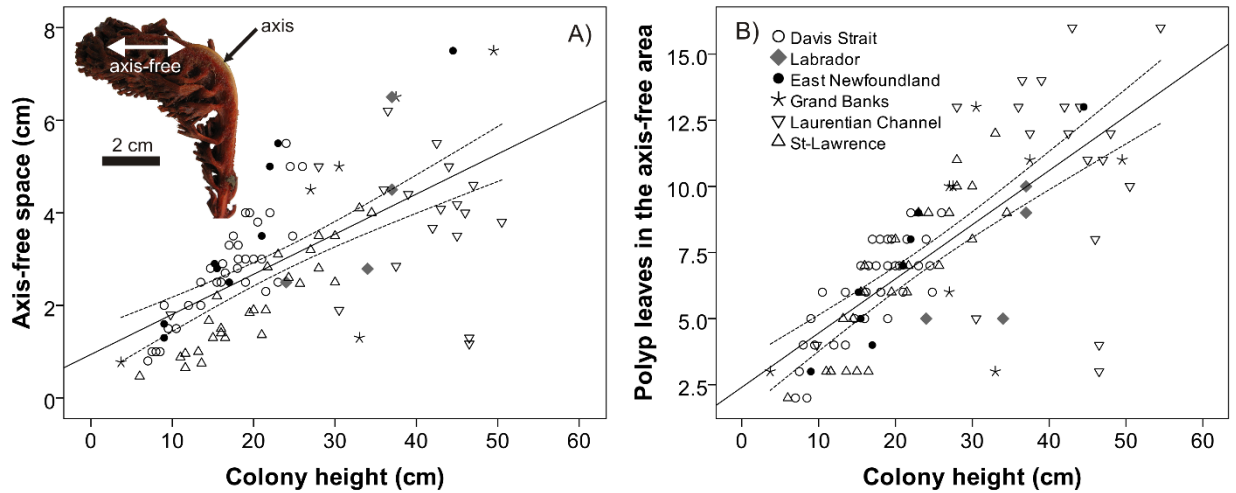 A)
axis
axis-free
2 cm
Axis-free space (cm)
8
6
4
2
0
0 10 20 30 40 50 60
Colony height (cm)
B)
Davis Strait
Labrador
East Newfoundland
Grand Banks
Laurentian Channel
St-Lawrence
Polyp leaves in the axis-free area
15.0
12.5
10.0
7.5
5.0
2.5
0 10 20 30 40 50 60
Colony height (cm)